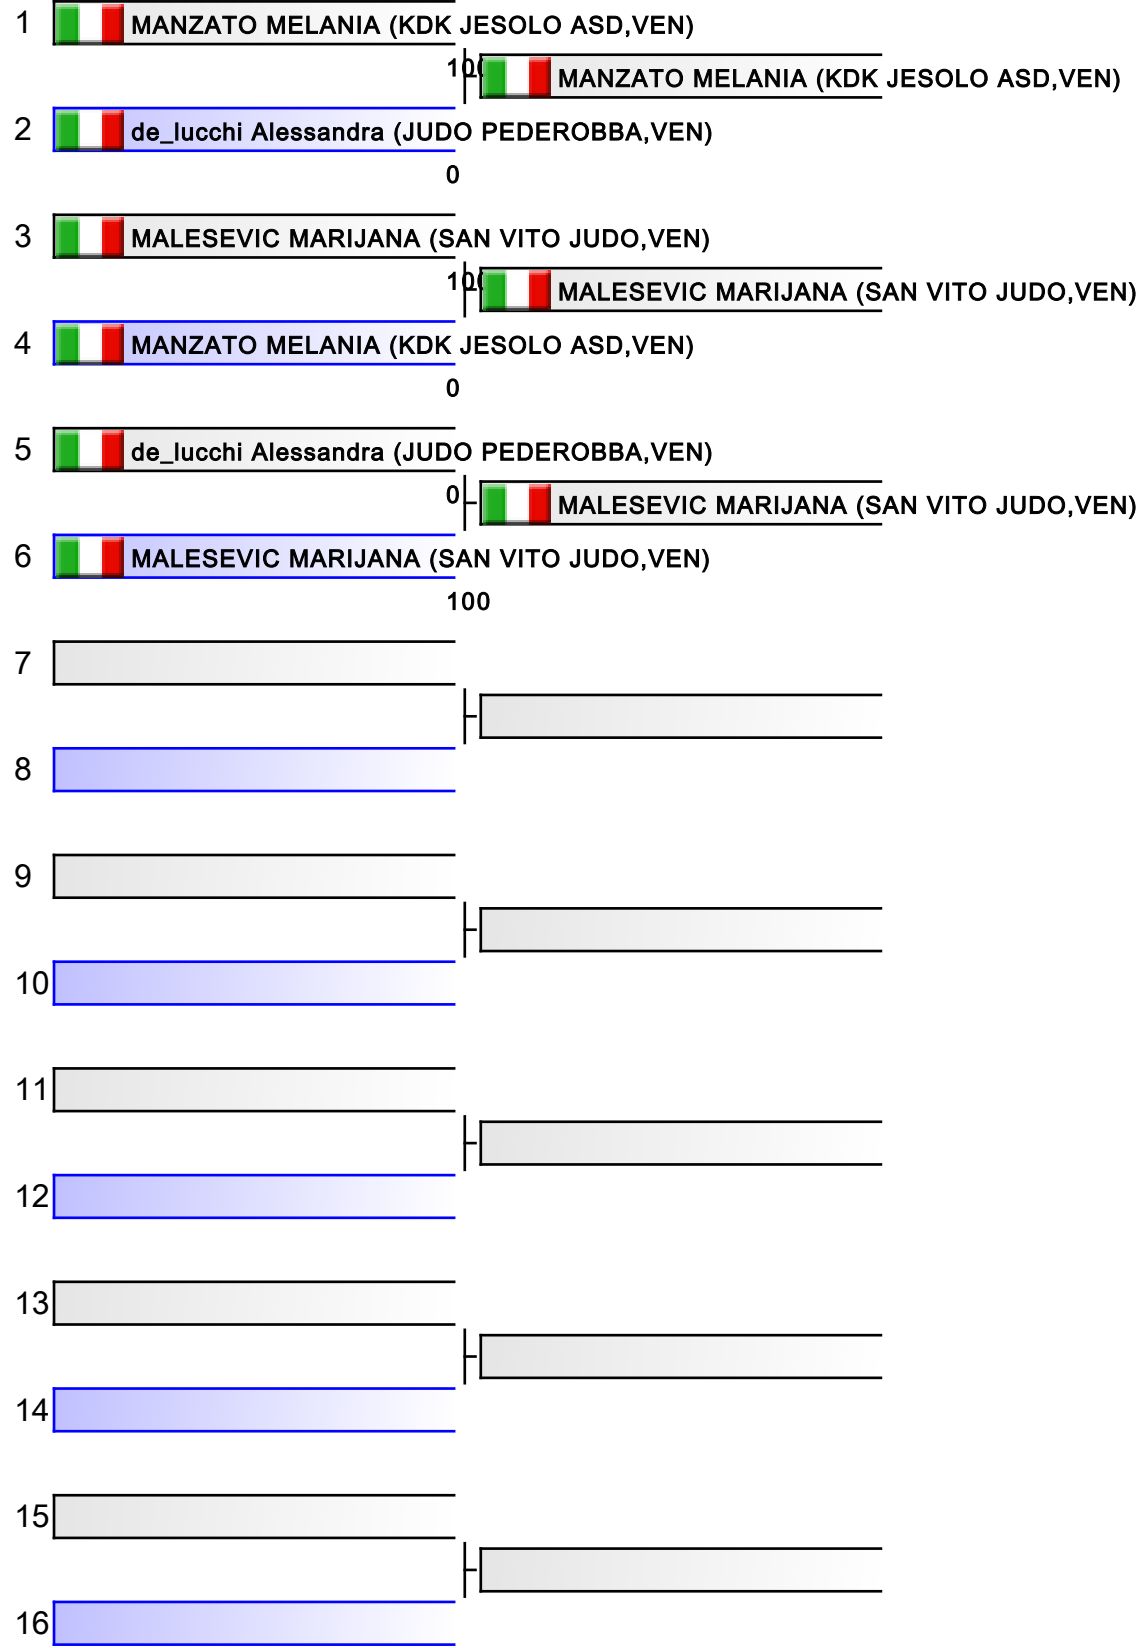 1 MANZATO MELANIA (KDK JESOLO ASD,VEN)
100 MANZATO MELANIA (KDK JESOLO ASD,VEN)
2 de_lucchi Alessandra (JUDO PEDEROBBA,VEN)
0
3 MALESEVIC MARIJANA (SAN VITO JUDO,VEN)
100 MALESEVIC MARIJANA (SAN VITO JUDO,VEN)
4 MANZATO MELANIA (KDK JESOLO ASD,VEN)
0
5 de_lucchi Alessandra (JUDO PEDEROBBA,VEN)
0 MALESEVIC MARIJANA (SAN VITO JUDO,VEN)
6 MALESEVIC MARIJANA (SAN VITO JUDO,VEN)
100
7
8
9
10
11
12
13
14
15
16